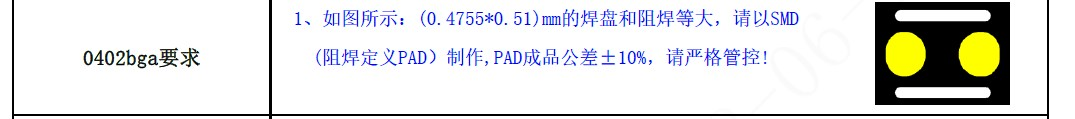 0402bga要求
1、如图所示：(0.4755*0.51)mm的焊盘和阻焊等大，请以SMD
(阻焊定义PAD）制作,PAD成品公差±10%，请严格管控!